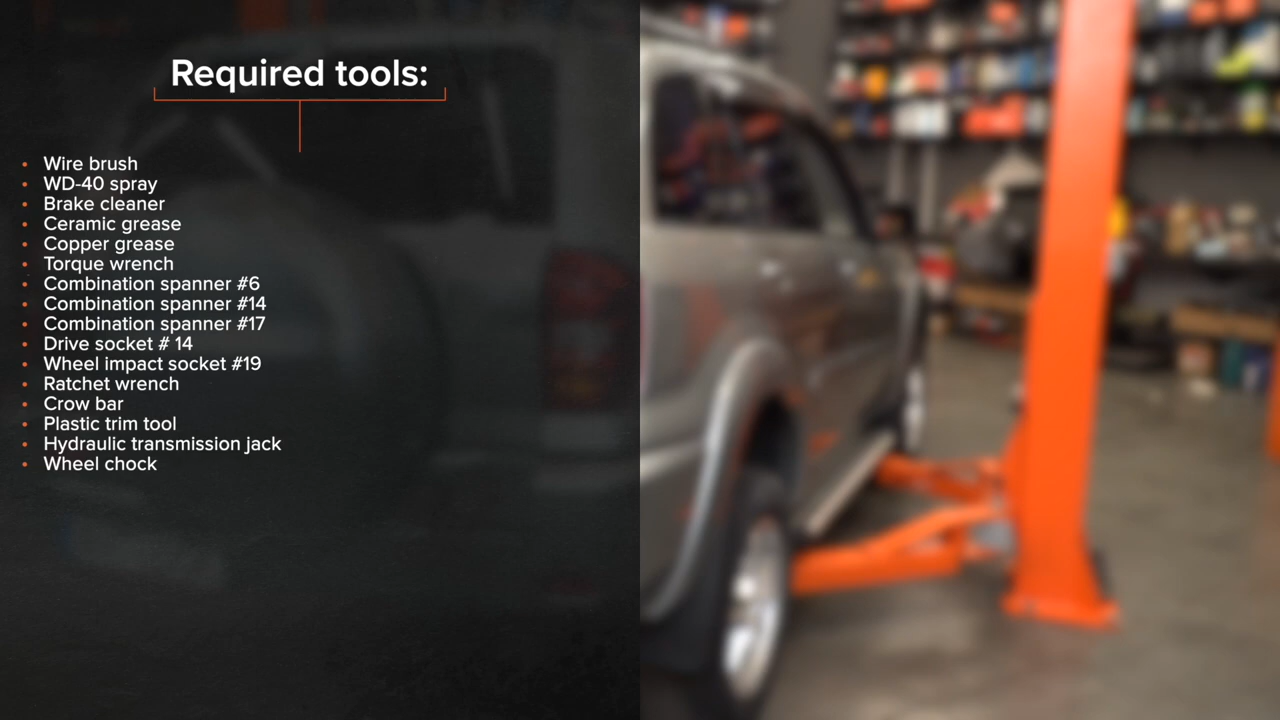 Required tools:
Wire brush
WD-40 spray
Brake cleaner
Ceramic grease
Copper grease
Torque wrench
Combination spanner #6
Combination spanner #14
Combination spanner #17
Drive socket # 14
Wheel impact socket #19
Ratchet wrench
Crow bar
Plastic trim tool
Hydraulic transmission jack
Wheel chock